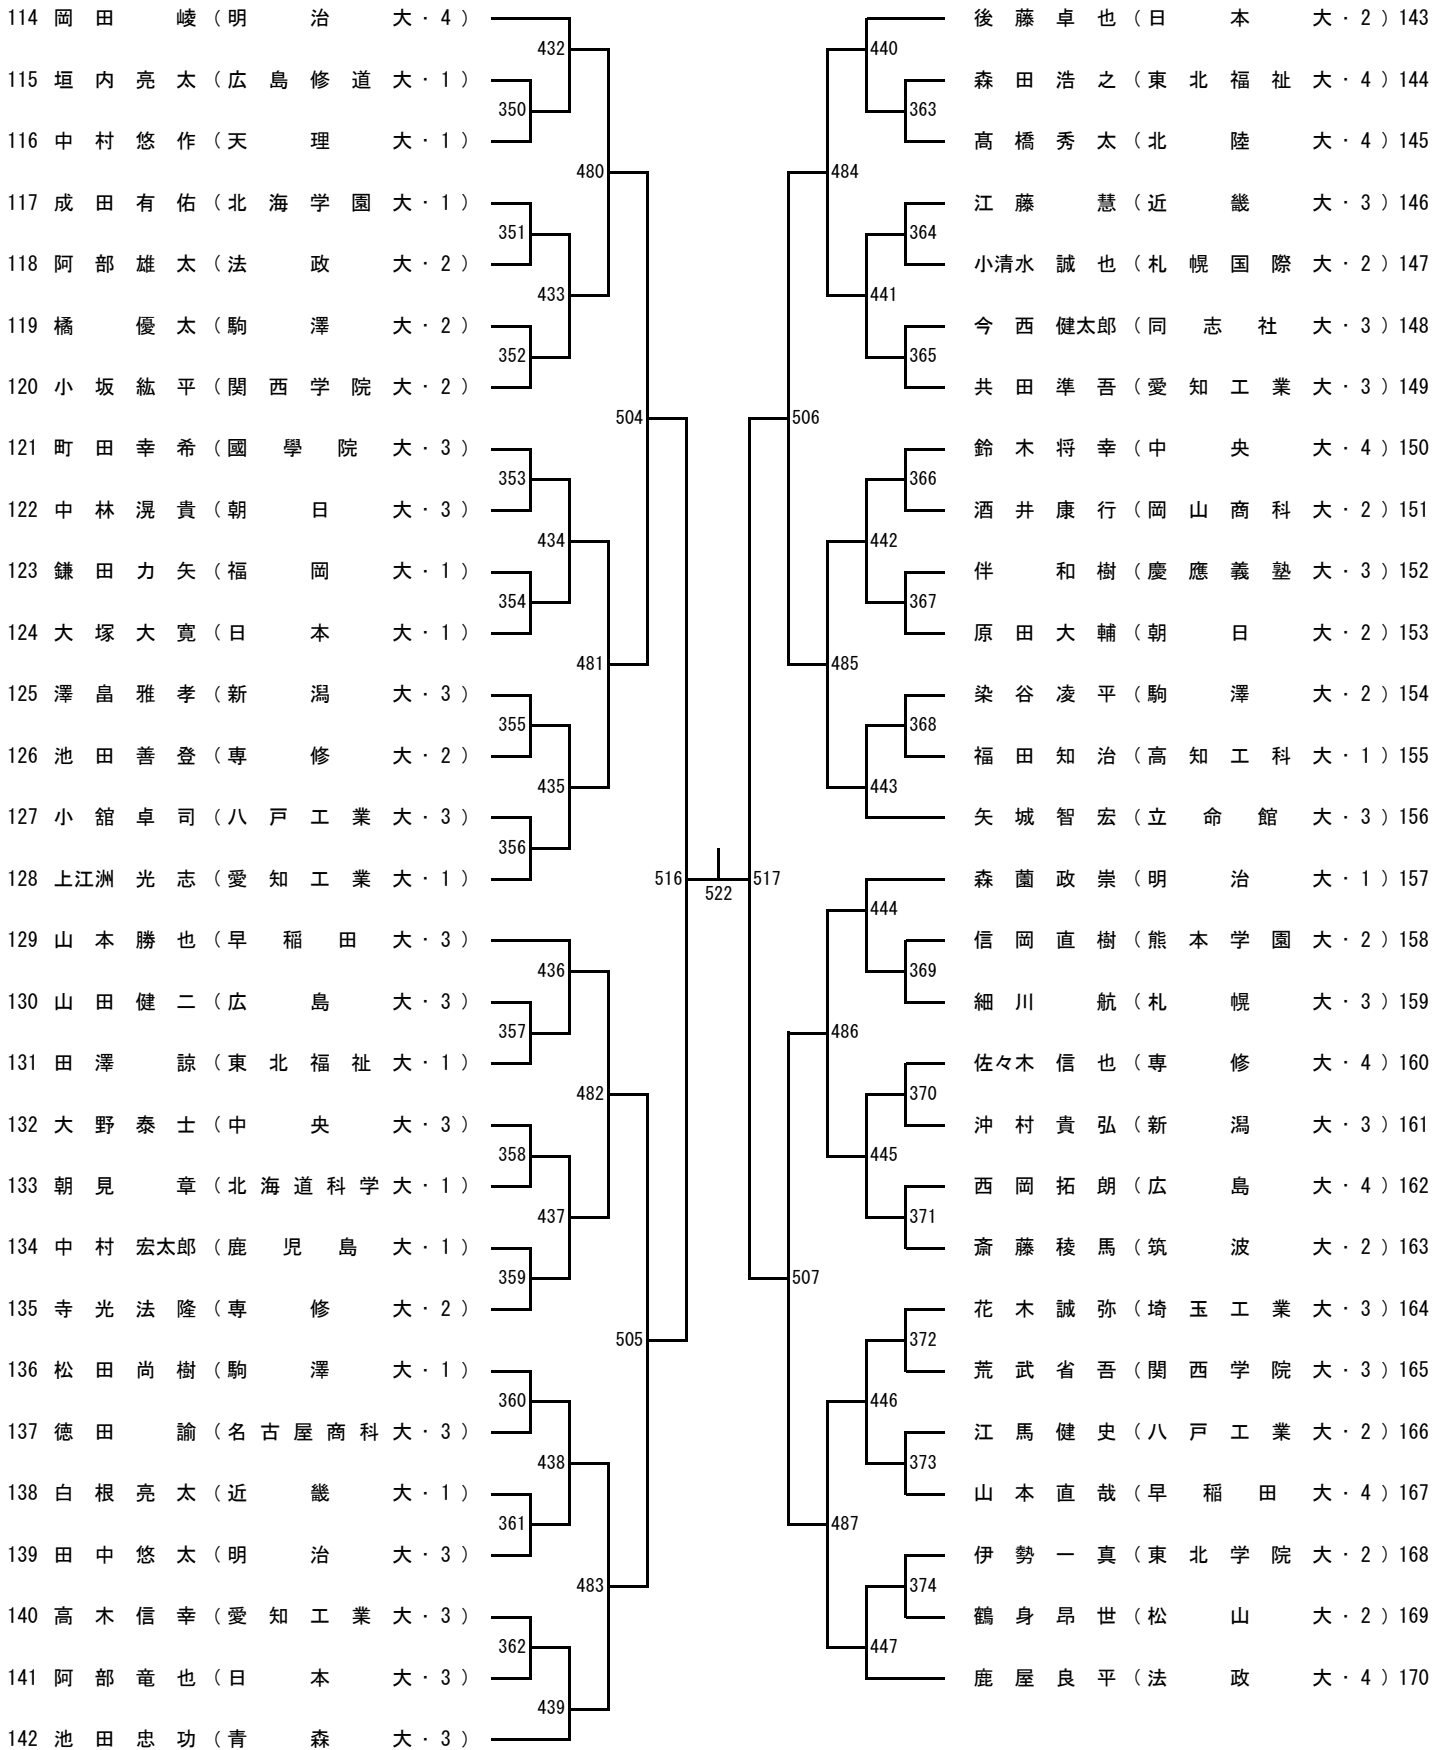 114 岡田 崚 (明治大・4)
432
115 垣内亮太 (広島修道大・1)
350
116 中村悠作 (天理大・1)
480
117 成田有佑 (北海学園大・1)
351
118 阿部雄太 (法政大・2)
433
119 橘 優太 (駒澤大・2)
352
120 小坂紘平 (関西学院大・2)
504
121 町田幸希 (國學院大・3)
353
122 中林滉貴 (朝日大・3)
434
123 鎌田力矢 (福岡大・1)
354
124 大塚大寛 (日本大・1)
481
125 澤畠雅孝 (新潟大・3)
355
126 池田善登 (専修大・2)
435
127 小舘卓司 (八戸工業大・3)
356
128 上江洲光志 (愛知工業大・1)
516
522
517
129 山本勝也 (早稲田大・3)
436
130 山田健二 (広島大・3)
357
131 田澤 諒 (東北福祉大・1)
482
132 大野泰士 (中央大・3)
358
133 朝見 章 (北海道科学大・1)
437
134 中村宏太郎 (鹿児島大・1)
359
135 寺光法隆 (専修大・2)
505
136 松田尚樹 (駒澤大・1)
360
137 徳田 諭 (名古屋商科大・3)
438
138 白根亮太 (近畿大・1)
361
139 田中悠太 (明治大・3)
483
140 高木信幸 (愛知工業大・3)
362
141 阿部竜也 (日本大・3)
439
142 池田忠功 (青森大・3)
後藤卓也 (日本大・2) 143
440
森田浩之 (東北福祉大・4) 144
363
髙橋秀太 (北陸大・4) 145
484
江藤 慧 (近畿大・3) 146
364
小清水誠也 (札幌国際大・2) 147
441
今西健太郎 (同志社大・3) 148
365
共田準吾 (愛知工業大・3) 149
506
鈴木将幸 (中央大・4) 150
366
酒井康行 (岡山商科大・2) 151
442
伴 和樹 (慶應義塾大・3) 152
367
原田大輔 (朝日大・2) 153
485
染谷凌平 (駒澤大・2) 154
368
福田知治 (高知工科大・1) 155
443
矢城智宏 (立命館大・3) 156
森薗政崇 (明治大・1) 157
444
信岡直樹 (熊本学園大・2) 158
369
細川 航 (札幌大・3) 159
486
佐々木信也 (専修大・4) 160
370
沖村貴弘 (新潟大・3) 161
445
西岡拓朗 (広島大・4) 162
371
斎藤稜馬 (筑波大・2) 163
507
花木誠弥 (埼玉工業大・3) 164
372
荒武省吾 (関西学院大・3) 165
446
江馬健史 (八戸工業大・2) 166
373
山本直哉 (早稲田大・4) 167
487
伊勢一真 (東北学院大・2) 168
374
鶴身昂世 (松山大・2) 169
447
鹿屋良平 (法政大・4) 170